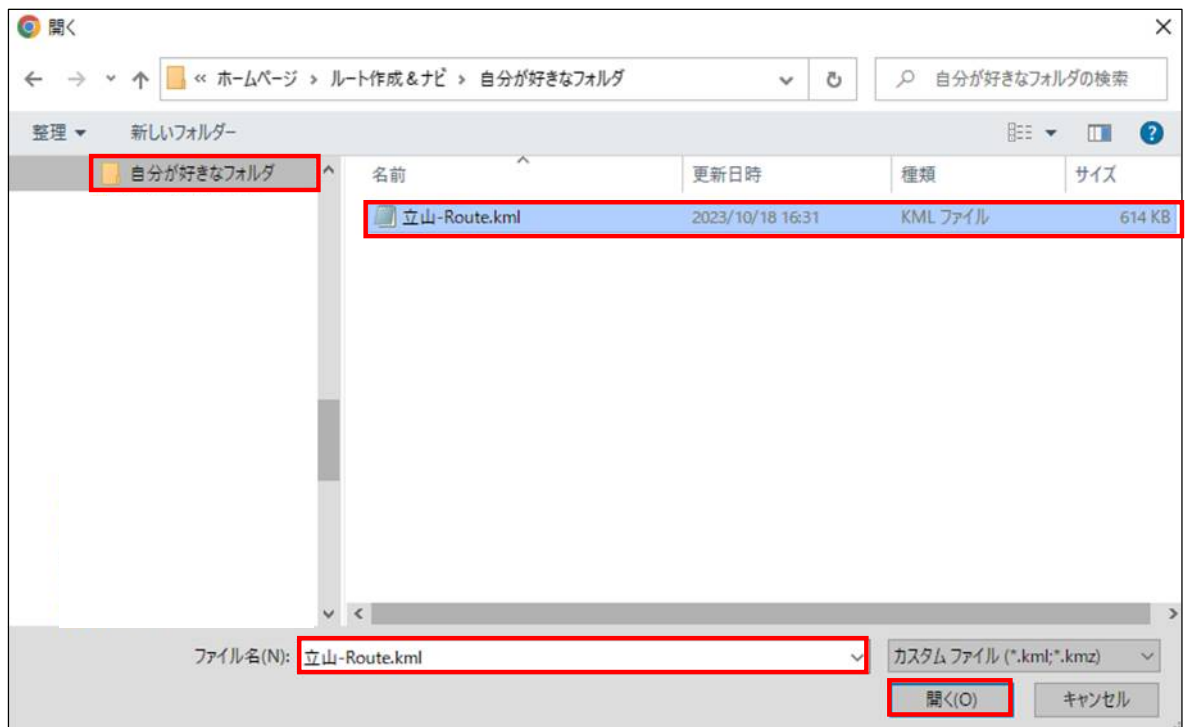 開く
« ホームページ › ルート作成＆ナビ › 自分が好きなフォルダ
自分が好きなフォルダの検索
整理 新しいフォルダー
自分が好きなフォルダ
名前 更新日時 種類 サイズ
立山-Route.kml 2023/10/18 16:31 KML ファイル 614 KB
ファイル名(N): 立山-Route.kml カスタム ファイル (*.kml;*.kmz)
開く(O) キャンセル